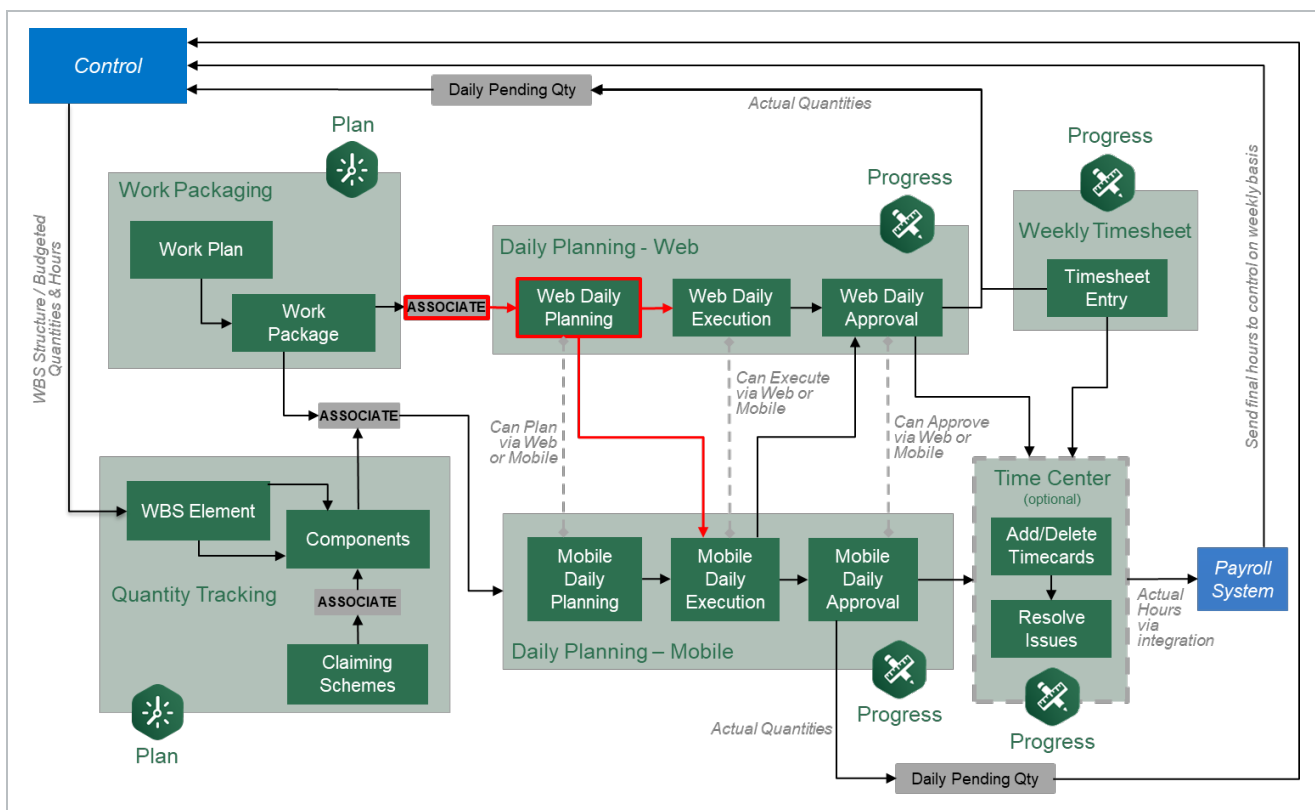 Control
Daily Pending Qty
Actual Quantities
Plan
Progress
Progress
Work Packaging
Work Plan
Work
Package
ASSOCIATE
Daily Planning - Web
Web Daily
Planning
Web Daily
Execution
Web Daily
Approval
Weekly Timesheet
Timesheet
Entry
WBS Structure / Budgeted
Quantities & Hours
Send final hours to control on weekly basis
ASSOCIATE
Can Plan
via Web
or Mobile
Can Execute
via Web or
Mobile
Can Approve
via Web or
Mobile
WBS Element
Components
Quantity Tracking
ASSOCIATE
Claiming
Schemes
Plan
Mobile
Daily
Planning
Mobile
Daily
Execution
Mobile
Daily
Approval
Daily Planning – Mobile
Progress
Time Center
(optional)
Add/Delete
Timecards
Resolve
Issues
Progress
Actual
Hours
via
integration
Payroll
System
Actual Quantities
Daily Pending Qty